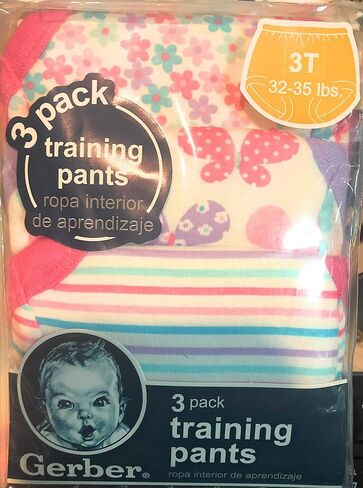 3T
32-35 lbs.
3 pack
training
pants
ropa interior
de aprendizaje
3 pack
training
pants
ropa interior de aprendizaje
Gerber®